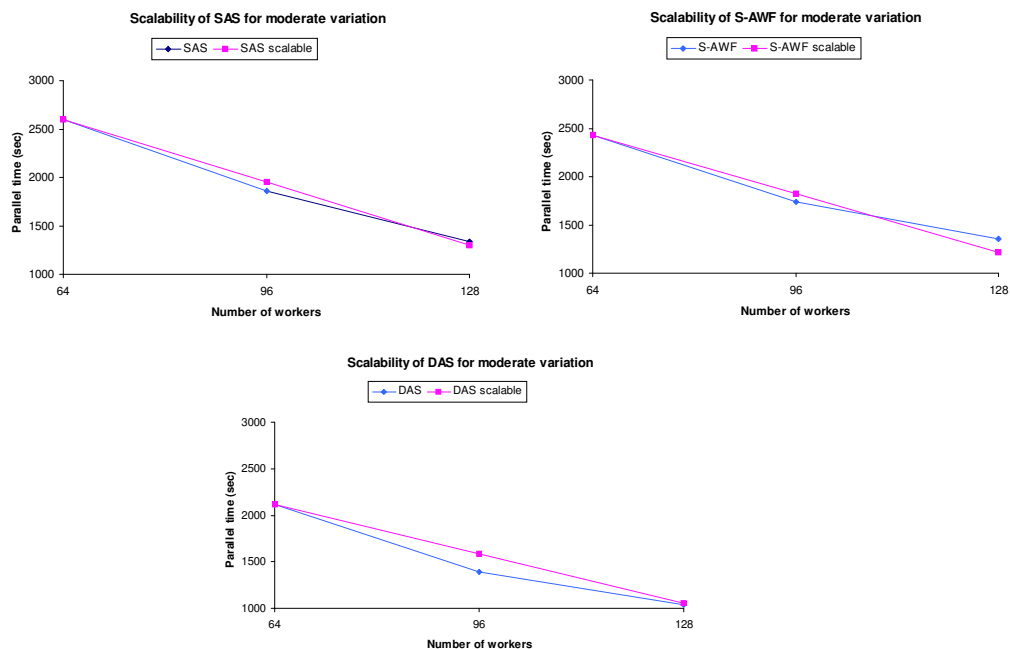 Scalability of SAS for moderate variation
SAS SAS scalable
3000
2500
2000
1500
1000
Parallel time (sec)
64 96 128
Number of workers
Scalability of S-AWF for moderate variation
S-AWF S-AWF scalable
3000
2500
2000
1500
1000
Parallel time (sec)
64 96 128
Number of workers
Scalability of DAS for moderate variation
DAS DAS scalable
3000
2500
2000
1500
1000
Parallel time (sec)
64 96 128
Number of workers